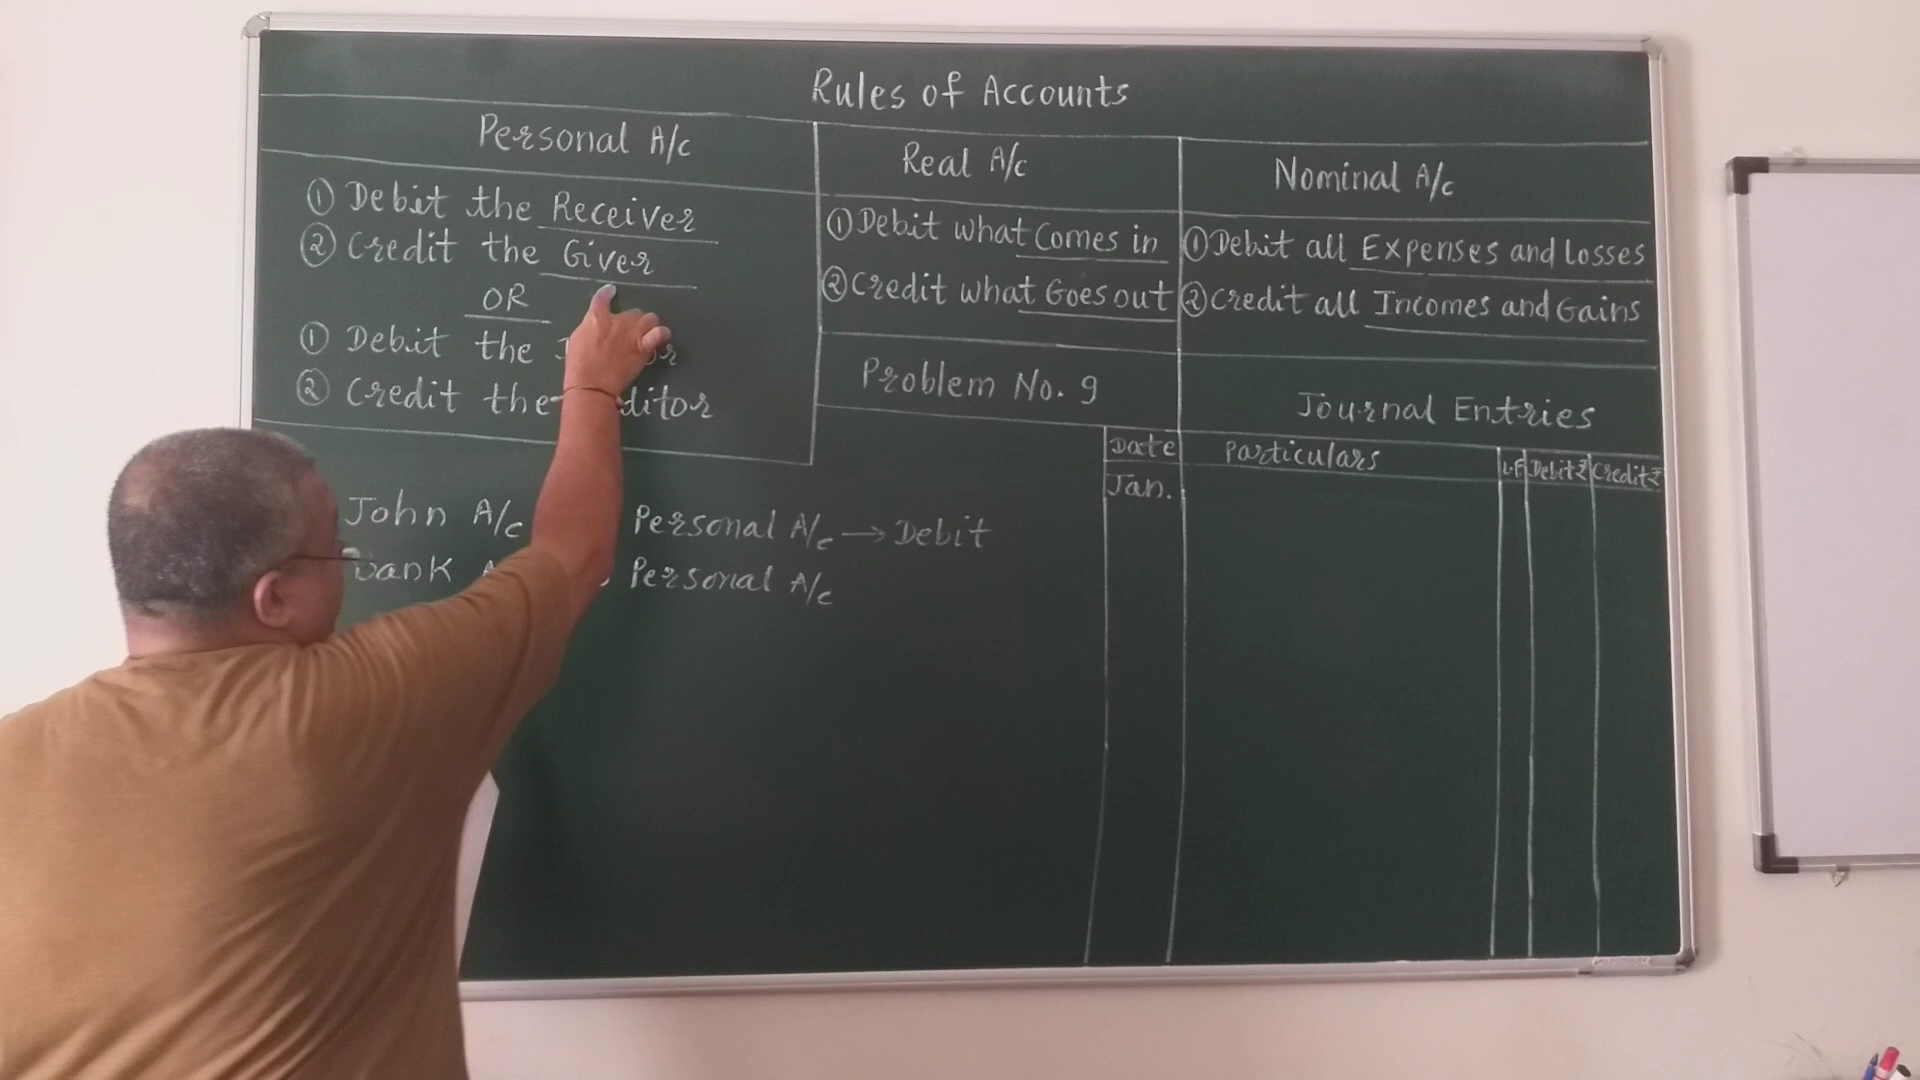 Rules of Accounts
Personal A/c
① Debit the Receiver
② Credit the Giver
OR
① Debit the
② Credit the
Real A/c
① Debit what Comes in
② Credit what Goes out
Nominal A/c
① Debit all Expenses and Losses
② Credit all Incomes and Gains
Problem No. 9
Journal Entries
Date Particulars L.F Debit ₹ Credit ₹
Jan.
John A/c Personal A/c → Debit
Personal A/c